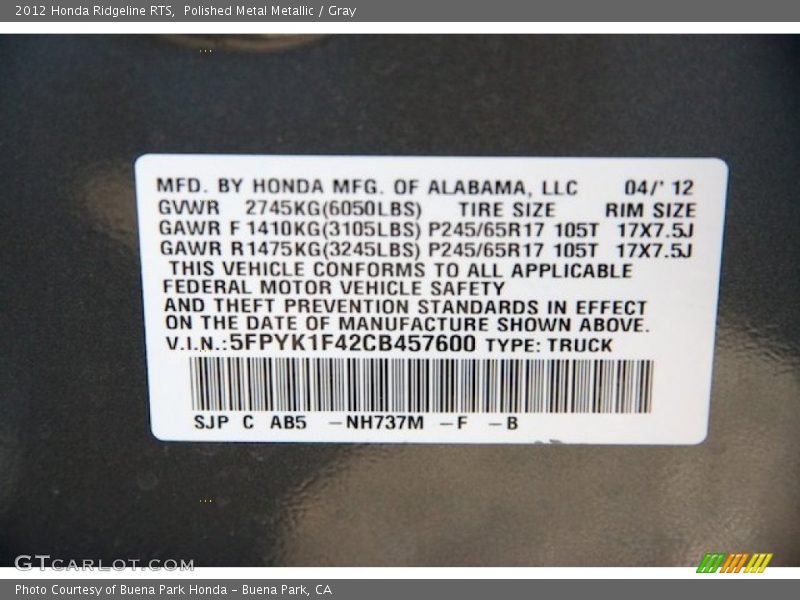 2012 Honda Ridgeline RTS,  Polished Metal Metallic / Gray
MFD. BY HONDA MFG. OF ALABAMA, LLC 04/' 12
GVWR 2745KG(6050LBS) TIRE SIZE RIM SIZE
GAWR F 1410KG(3105LBS) P245/65R17 105T 17X7.5J
GAWR R 1475KG(3245LBS) P245/65R17 105T 17X7.5J
THIS VEHICLE CONFORMS TO ALL APPLICABLE
FEDERAL MOTOR VEHICLE SAFETY
AND THEFT PREVENTION STANDARDS IN EFFECT
ON THE DATE OF MANUFACTURE SHOWN ABOVE.
V.I.N.:5FPYK1F42CB457600 TYPE: TRUCK
SJP C AB5 -NH737M -F -B
GTCARLOT.COM
Photo Courtesy of Buena Park Honda - Buena Park, CA